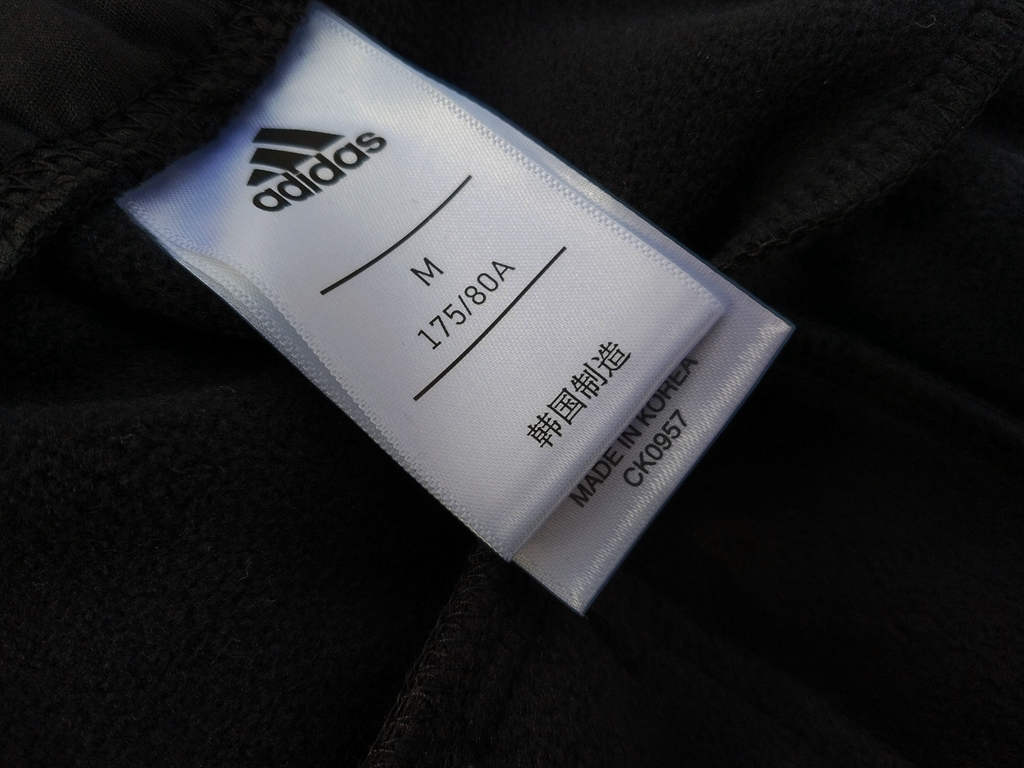 adidas
M
175/80A
韩国制造
MADE IN KOREA
CK0957